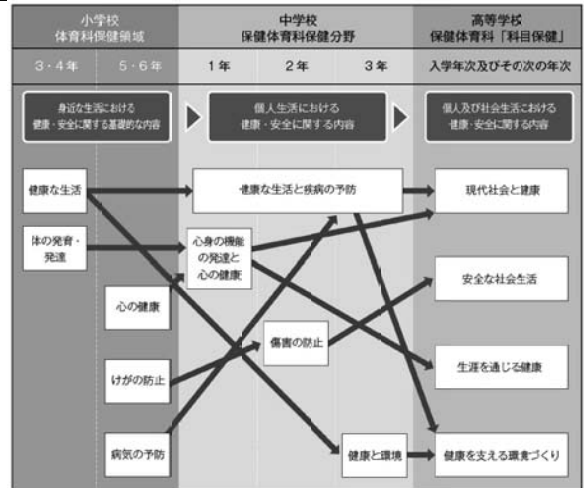 小学校
体育科保健領域
中学校
保健体育科保健分野
高等学校
保健体育科「科目保健」
3・4年
5・6年
1年
2年
3年
入学年次及びその次の年次
身近な生活における
健康・安全に関する基礎的な内容
個人生活における
健康・安全に関する内容
個人及び社会生活における
健康・安全に関する内容
健康な生活
健康な生活と疾病の予防
現代社会と健康
体の発育・
発達
心身の機能
の発達と
心の健康
安全な社会生活
心の健康
傷害の防止
けがの防止
生涯を通じる健康
病気の予防
健康と環境
健康を支える環境づくり